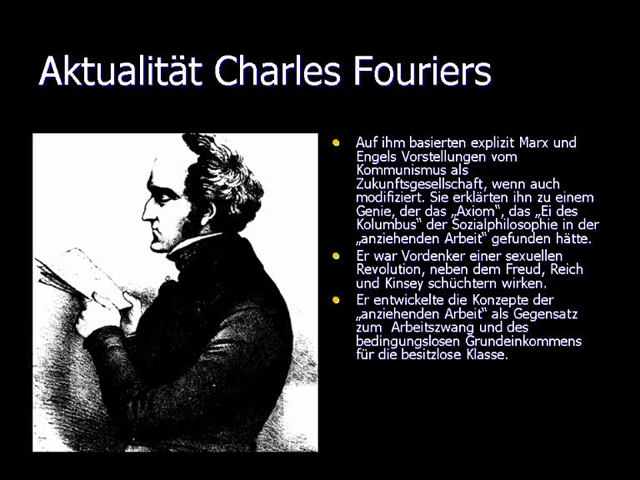 Aktualität Charles Fouriers
Auf ihm basierten explizit Marx und
Engels Vorstellungen vom
Kommunismus als
Zukunftsgesellschaft, wenn auch
modifiziert. Sie erklärten ihn zu einem
Genie, der das „Axiom“, das „Ei des
Kolumbus“ der Sozialphilosophie in der
„anziehenden Arbeit“ gefunden hätte.
Er war Vordenker einer sexuellen
Revolution, neben dem Freud, Reich
und Kinsey schüchtern wirken.
Er entwickelte die Konzepte der
„anziehenden Arbeit“ als Gegensatz
zum Arbeitszwang und des
bedingungslosen Grundeinkommens
für die besitzlose Klasse.